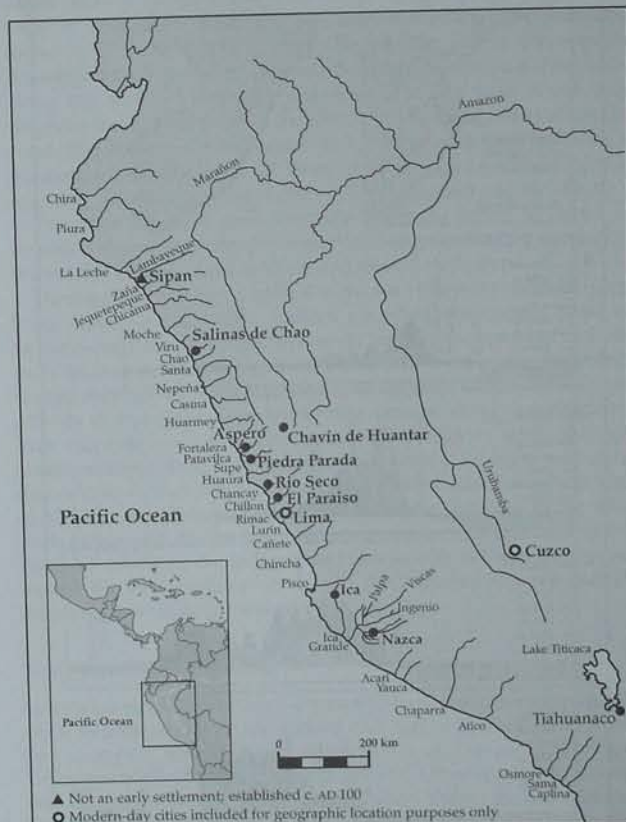 Amazon
Marañon
Chira
Piura
Lambayeque
La Leche
Sipan
Zaña
Jequetepeque
Chicama
Moche
Salinas de Chao
Viru
Chao
Santa
Nepeña
Casma
Huarmey
Chavín de Huantar
Aspero
Fortaleza
Patavilca
Piedra Parada
Supe
Rio Seco
Huaura
El Paraiso
Chancay
Chillon
Lima
Rimac
Lurin
Cañete
Chincha
Pacific Ocean
Urubamba
Cuzco
Pisco
Ica
Palpa
Viscas
Ingenio
Ica
Grande
Nazca
Lake Titicaca
Acari
Yauca
Chaparra
Atico
Tiahuanaco
Pacific Ocean
0 200 km
Osmore
Sama
Caplina
▲ Not an early settlement; established c. AD 100
Modern-day cities included for geographic location purposes only